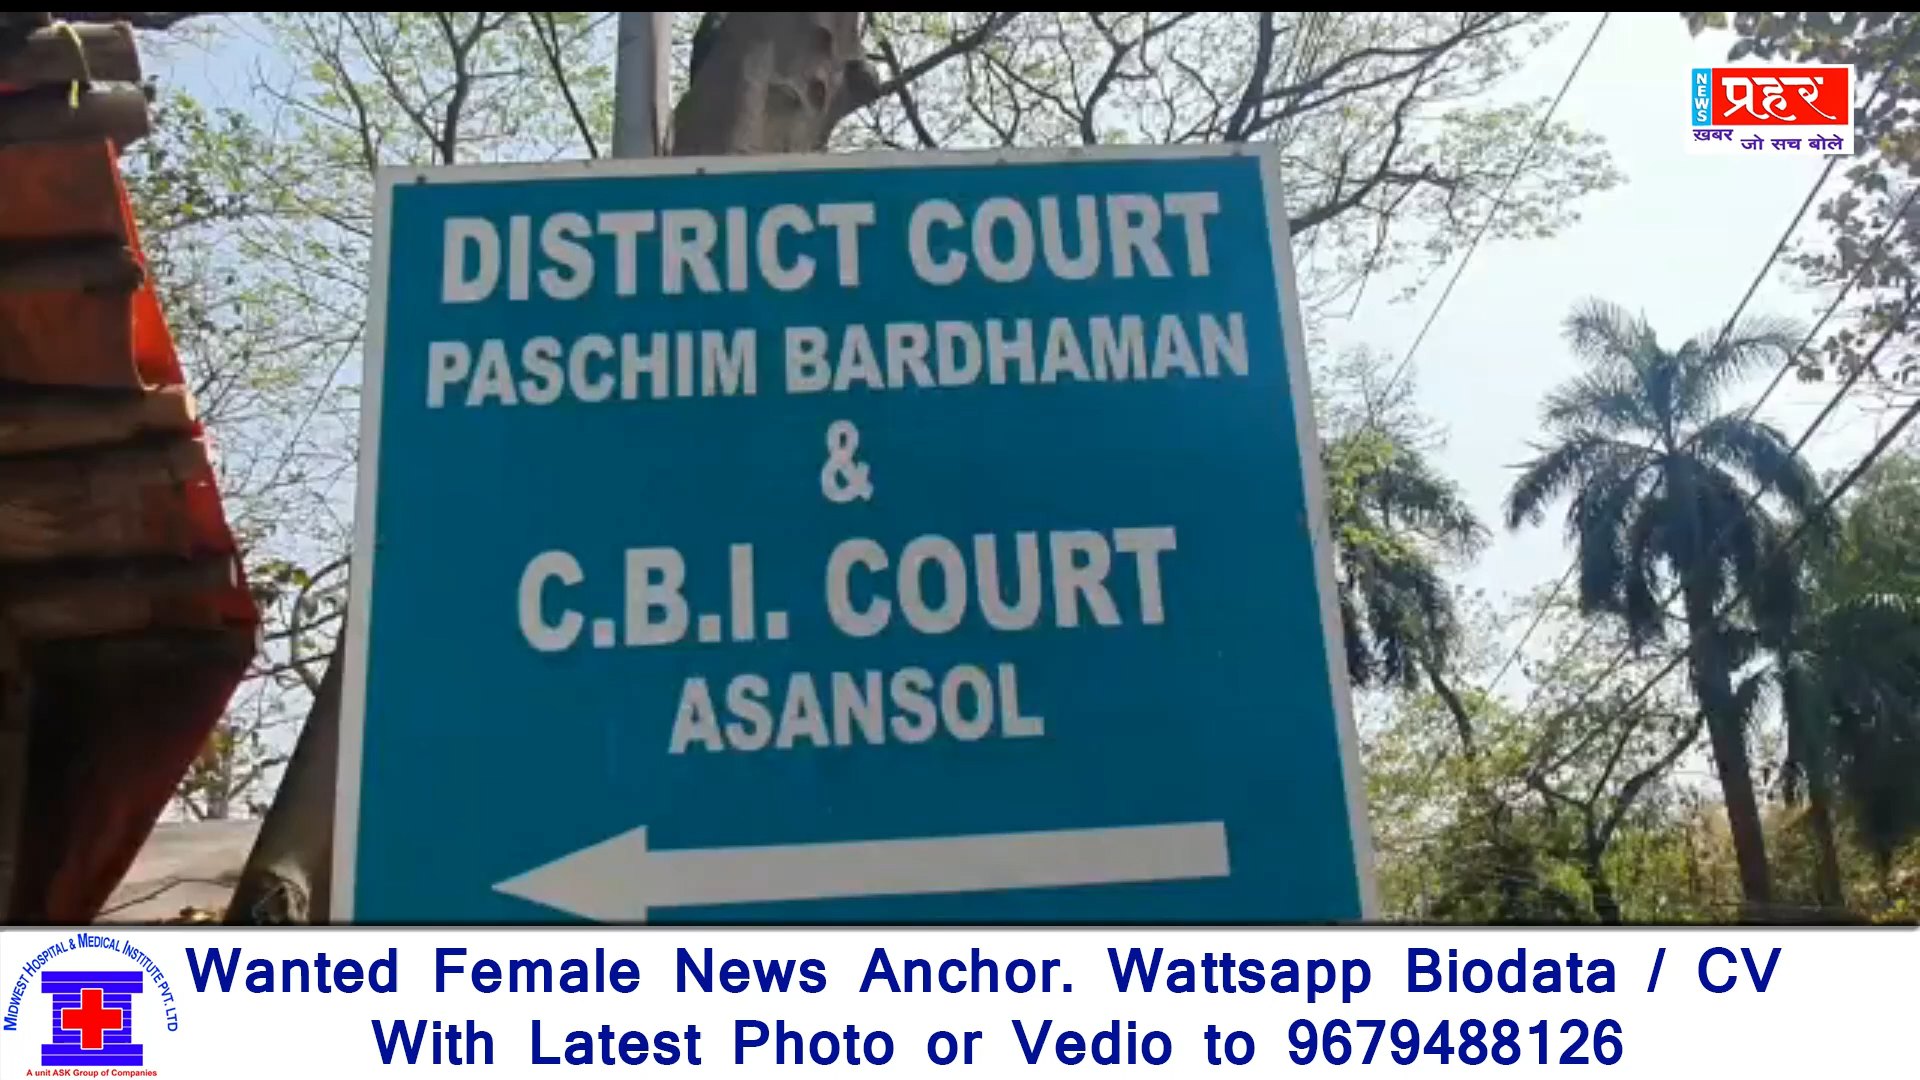 NEWS
प्रहर
ख़बर
जो सच बोले
DISTRICT COURT
PASCHIM BARDHAMAN
&
C.B.I. COURT
ASANSOL
MIDWEST HOSPITAL & MEDICAL INSTITUTE PVT. LTD
A unit ASK Group of Companies
Wanted Female News Anchor. Wattsapp Biodata / CV
With Latest Photo or Vedio to 9679488126